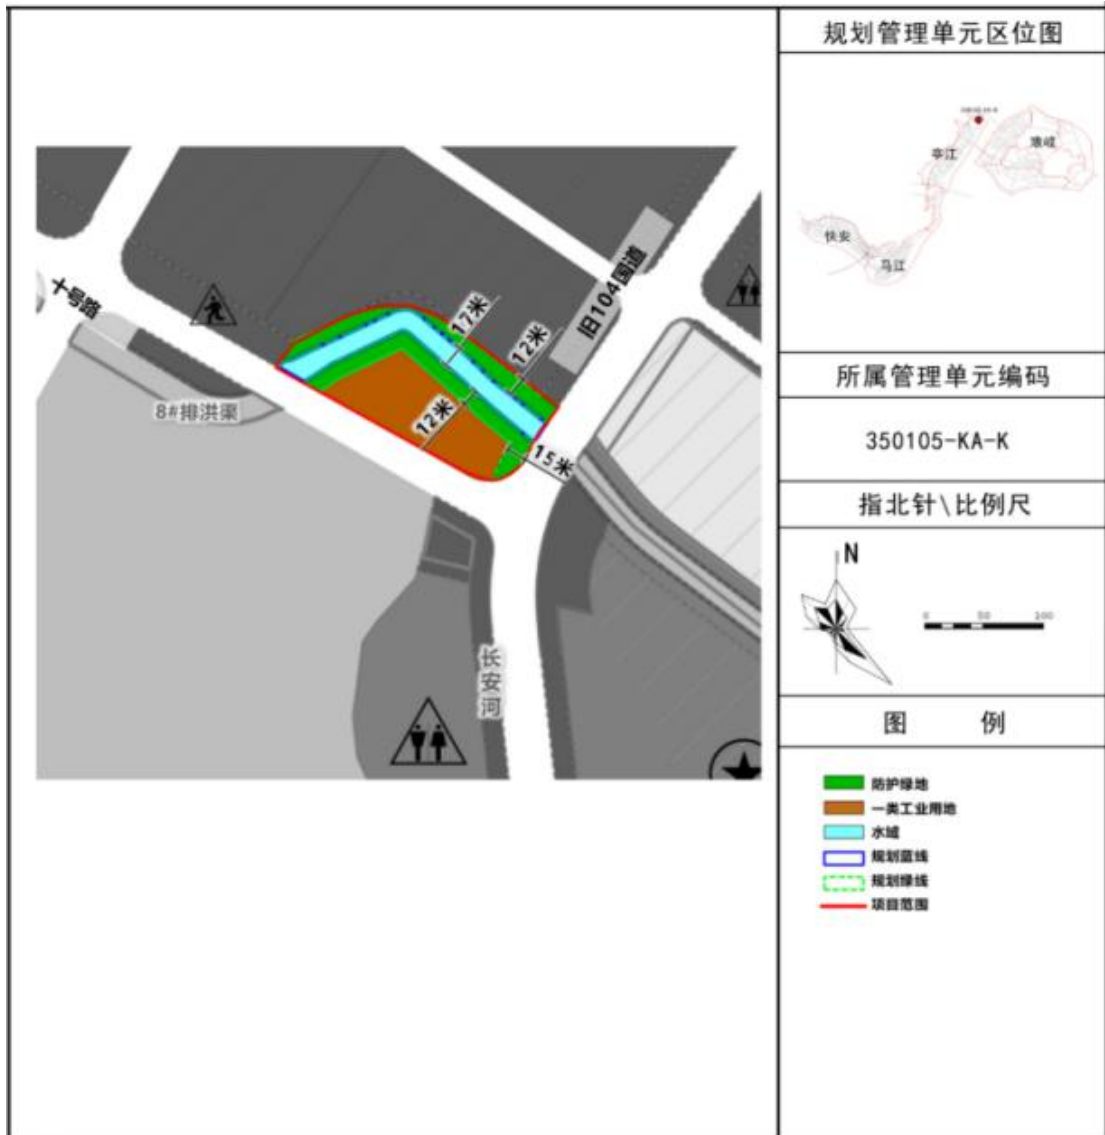 规划管理单元区位图
亭江
琅岐
快安
马江
所属管理单元编码
350105-KA-K
指北针\比例尺
N
0 50 100
图 例
防护绿地
一类工业用地
水域
规划蓝线
规划绿线
项目范围
十号路
旧104国道
17米
12米
12米
15米
8#排洪渠
长安河